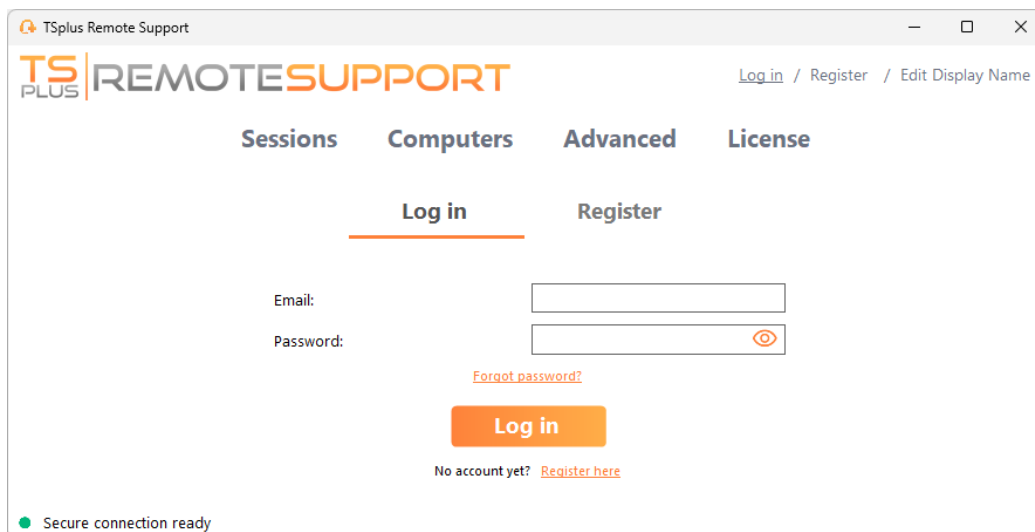 TSplus Remote Support
TS PLUS REMOTESUPPORT
Log in / Register / Edit Display Name
Sessions Computers Advanced License
Log in Register
Email:
Password:
Forgot password?
Log in
No account yet? Register here
Secure connection ready